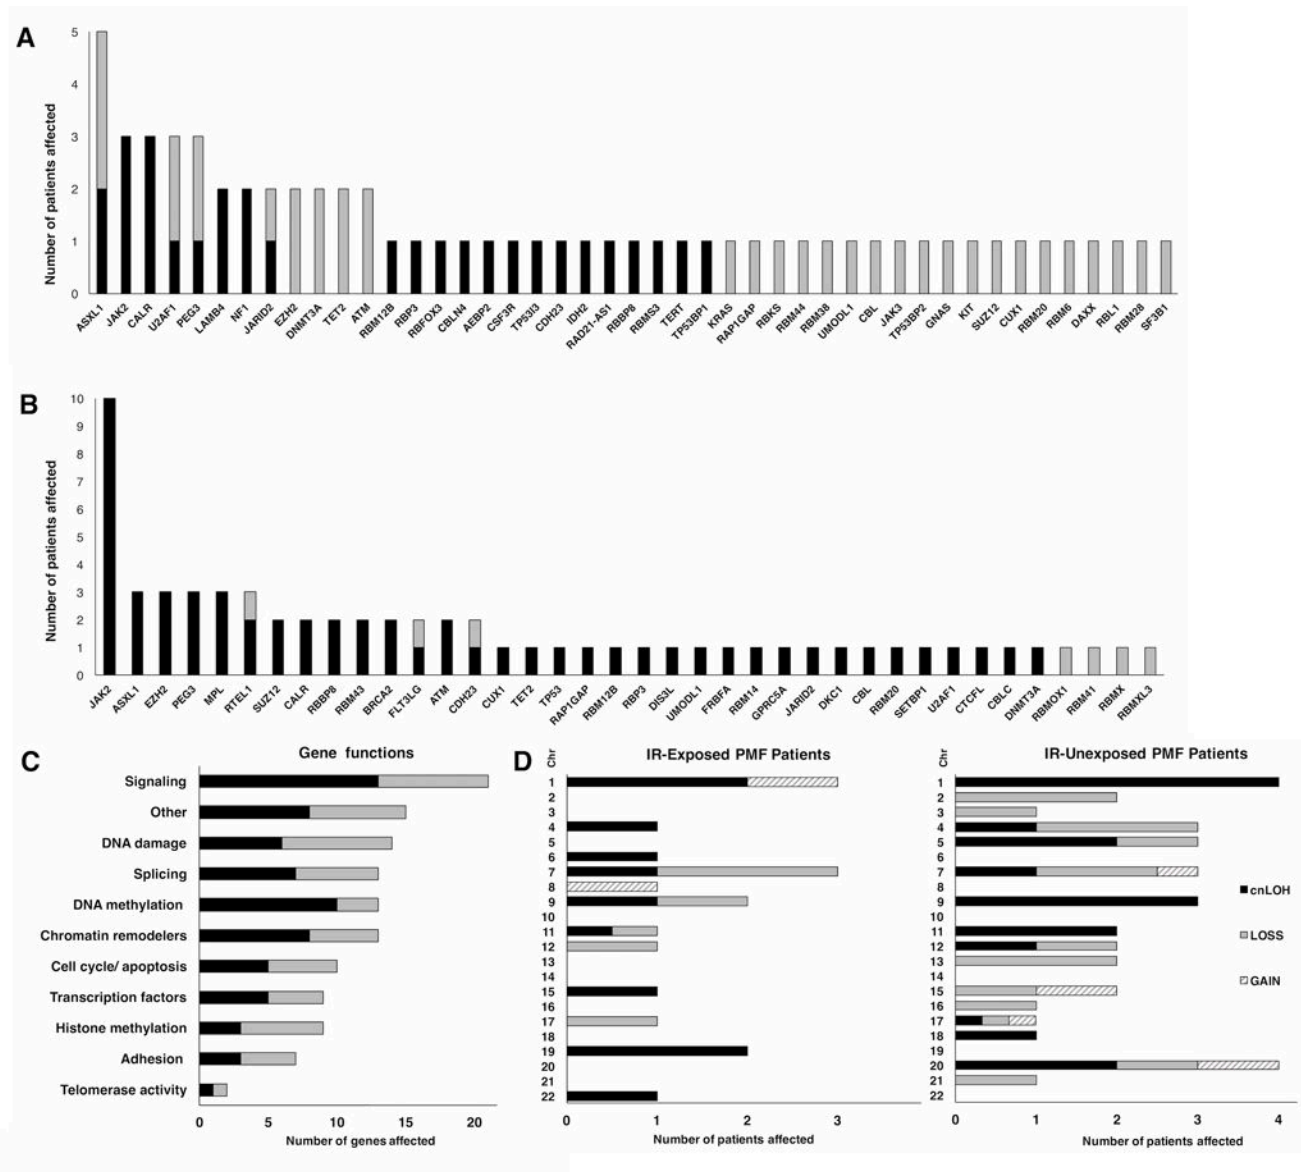 A
Number of patients affected
5
4
3
2
1
0
ASXL1 JAK2 CALR U2AF1 PEG3 LAMB4 NF1 JARID2 EZH2 DNMT3A TET2 ATM RBM12B RBP3 RBFOX3 CBLN4 AEBP2 CSF3R TP53I3 CDH23 IDH2 RAD21-AS1 RBBP8 RBMS3 TERT TP53BP1 KRAS RAP1GAP RBKS RBM44 RBM38 UMODL1 CBL JAK3 TP53BP2 GNAS KIT SUZ12 CUX1 RBM20 RBM6 DAXX RBL1 RBM28 SF3B1
B
Number of patients affected
10
9
8
7
6
5
4
3
2
1
0
JAK2 ASXL1 EZH2 PEG3 MPL RTEL1 SUZ12 CALR RBBP8 RBM43 BRCA2 FLT3LG ATM CDH23 CUX1 TET2 TP53 RAP1GAP RBM12B RBP3 DIS3L UMODL1 FRBFA RBM14 GPRC5A JARID2 DKC1 CBL RBM20 SETBP1 U2AF1 CTCFL CBLC DNMT3A RBMOX1 RBM41 RBMX RBMXL3
C
Gene functions
Signaling
Other
DNA damage
Splicing
DNA methylation
Chromatin remodelers
Cell cycle/ apoptosis
Transcription factors
Histone methylation
Adhesion
Telomerase activity
0 5 10 15 20
Number of genes affected
D
Chr
IR-Exposed PMF Patients
1
2
3
4
5
6
7
8
9
10
11
12
13
14
15
16
17
18
19
20
21
22
0 1 2 3
Number of patients affected
Chr
IR-Unexposed PMF Patients
1
2
3
4
5
6
7
8
9
10
11
12
13
14
15
16
17
18
19
20
21
22
0 1 2 3 4
Number of patients affected
cnLOH
LOSS
GAIN